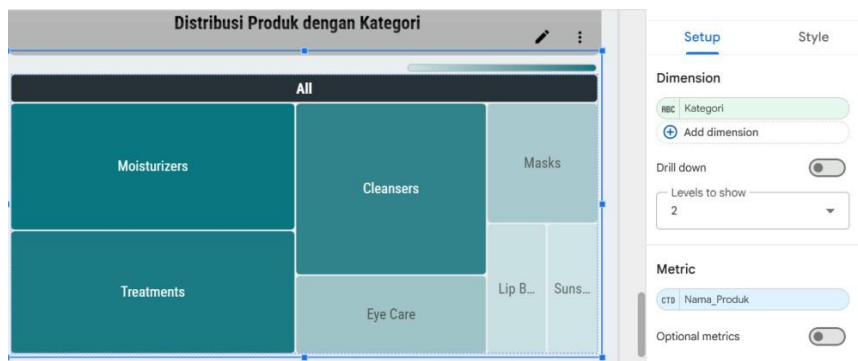 Distribusi Produk dengan Kategori
All
Moisturizers
Treatments
Cleansers
Eye Care
Masks
Lip B...
Suns...
Setup
Style
Dimension
ABC Kategori
Add dimension
Drill down
Levels to show
2
Metric
CTD Nama_Produk
Optional metrics